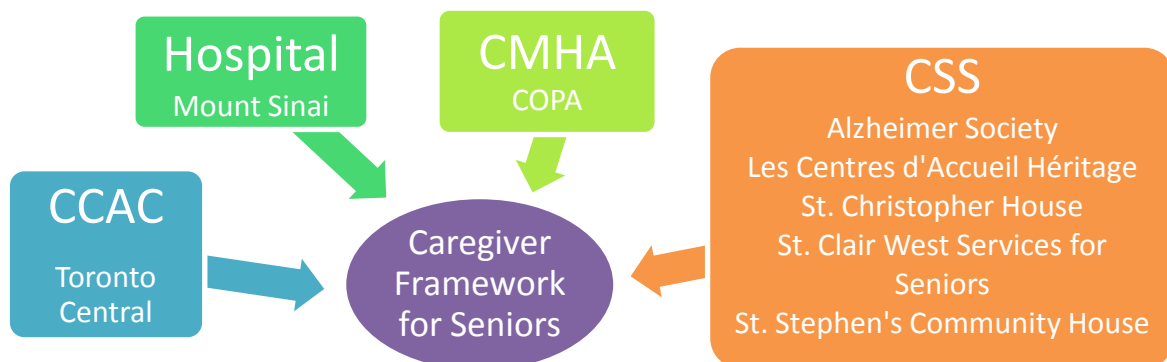 Hospital
Mount Sinai
CMHA
COPA
CSS
Alzheimer Society
Les Centres d'Accueil Héritage
St. Christopher House
St. Clair West Services for
Seniors
St. Stephen's Community House
CCAC
Toronto
Central
Caregiver
Framework
for Seniors